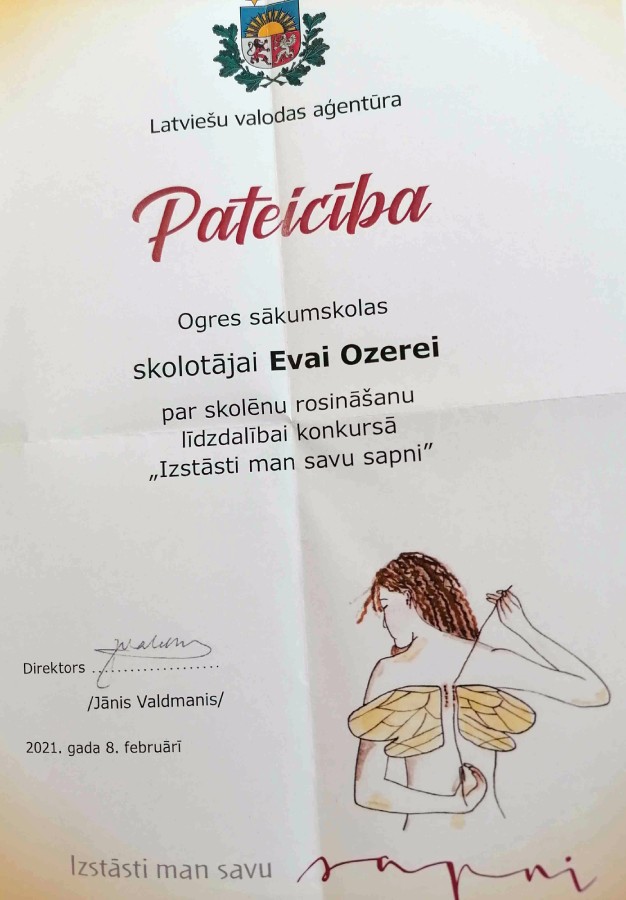 Latviešu valodas aģentūra
Pateicība
Ogres sākumskolas
skolotājai Evai Ozerei
par skolēnu rosināšanu
līdzdalībai konkursā
„Izstāsti man savu sapni”
Direktors ....................
/Jānis Valdmanis/
2021. gada 8. februārī
Izstāsti man savu sapni